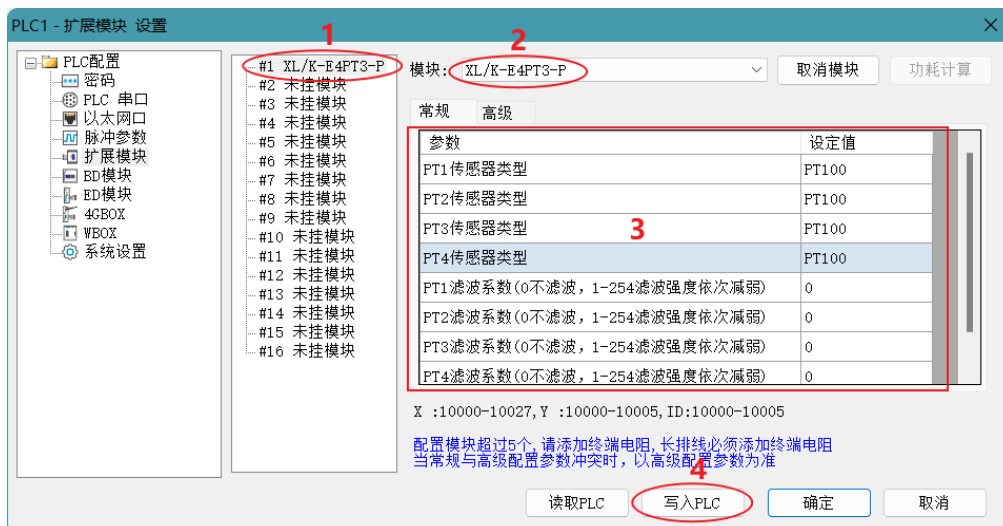 PLC1 - 扩展模块 设置
PLC配置
密码
PLC 串口
以太网口
脉冲参数
扩展模块
BD模块
ED模块
4GBOX
WBOX
系统设置
1
#1 XL/K-E4PT3-P
#2 未挂模块
#3 未挂模块
#4 未挂模块
#5 未挂模块
#6 未挂模块
#7 未挂模块
#8 未挂模块
#9 未挂模块
#10 未挂模块
#11 未挂模块
#12 未挂模块
#13 未挂模块
#14 未挂模块
#15 未挂模块
#16 未挂模块
2
模块: XL/K-E4PT3-P 取消模块 功耗计算
常规 高级
参数 设定值
PT1传感器类型 PT100
PT2传感器类型 PT100
PT3传感器类型 PT100
3
PT4传感器类型 PT100
PT1滤波系数(0不滤波，1-254滤波强度依次减弱) 0
PT2滤波系数(0不滤波，1-254滤波强度依次减弱) 0
PT3滤波系数(0不滤波，1-254滤波强度依次减弱) 0
PT4滤波系数(0不滤波，1-254滤波强度依次减弱) 0
X :10000-10027,Y :10000-10005,ID:10000-10005
配置模块超过5个,请添加终端电阻,长排线必须添加终端电阻
当常规与高级配置参数冲突时，以高级配置参数为准
4
读取PLC 写入PLC 确定 取消